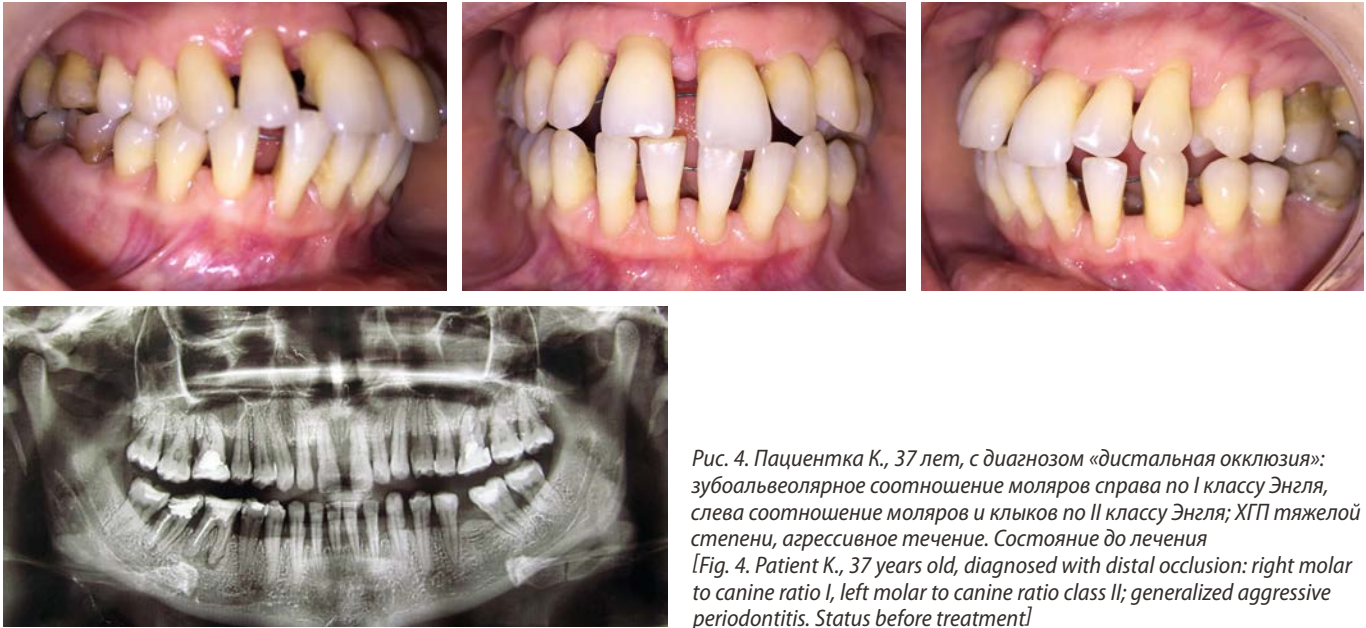 Рис. 4. Пациентка К., 37 лет, с диагнозом «дистальная окклюзия»:
зубоальвеолярное соотношение моляров справа по I классу Энгля,
слева соотношение моляров и клыков по II классу Энгля; ХГП тяжелой
степени, агрессивное течение. Состояние до лечения
[Fig. 4. Patient K., 37 years old, diagnosed with distal occlusion: right molar
to canine ratio I, left molar to canine ratio class II; generalized aggressive
periodontitis. Status before treatment]